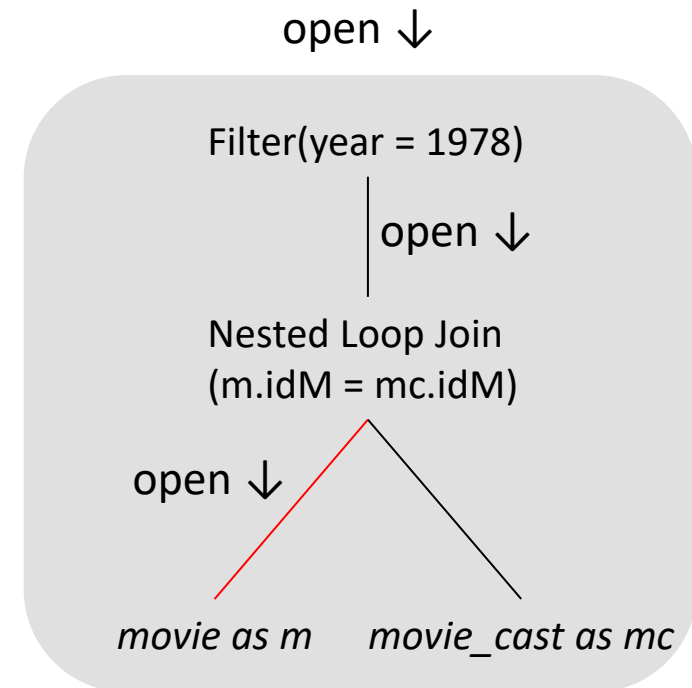 open ↓
Filter(year = 1978)
open ↓
Nested Loop Join
(m.idM = mc.idM)
open ↓
movie as m
movie_cast as mc